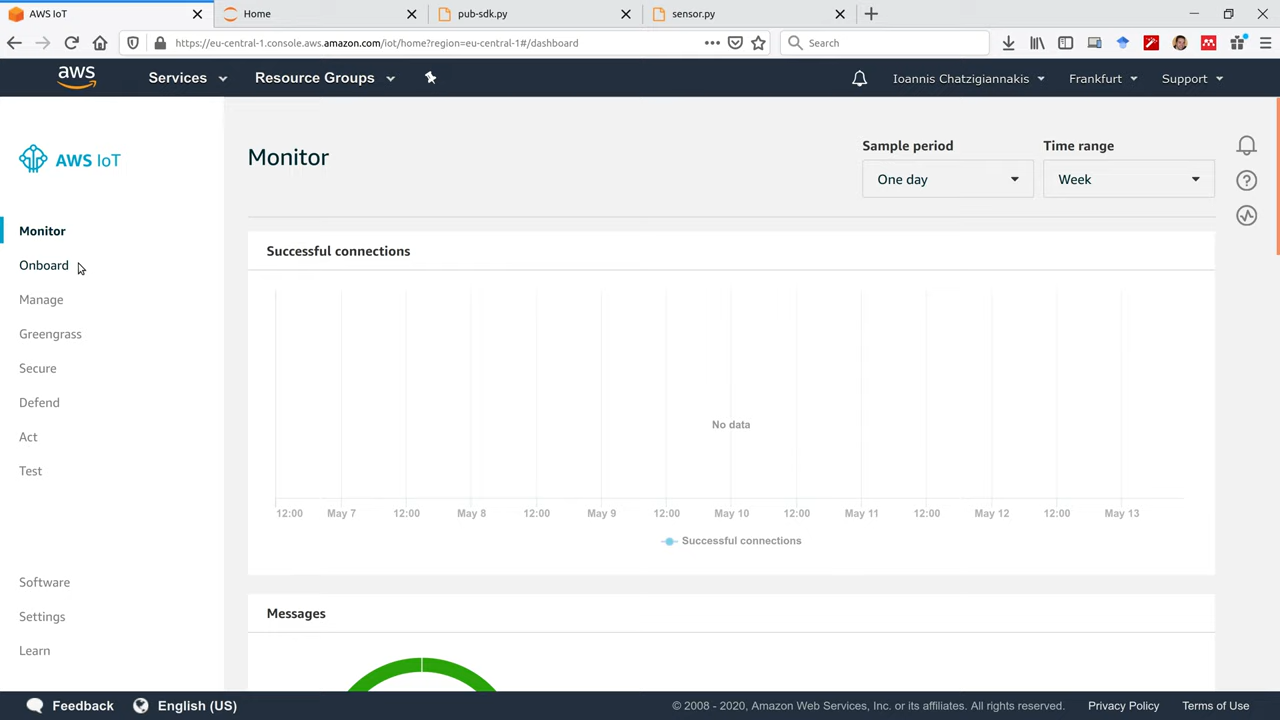 AWS IoT
Home
pub-sdk.py
sensor.py
https://eu-central-1.console.aws.amazon.com/iot/home?region=eu-central-1#/dashboard
Search
aws
Services
Resource Groups
Ioannis Chatzigiannakis
Frankfurt
Support
AWS IoT
Monitor
Onboard
Manage
Greengrass
Secure
Defend
Act
Test
Software
Settings
Learn
Monitor
Sample period
One day
Time range
Week
Successful connections
No data
12:00 May 7 12:00 May 8 12:00 May 9 12:00 May 10 12:00 May 11 12:00 May 12 12:00 May 13
Successful connections
Messages
Feedback
English (US)
© 2008 - 2020, Amazon Web Services, Inc. or its affiliates. All rights reserved.
Privacy Policy
Terms of Use